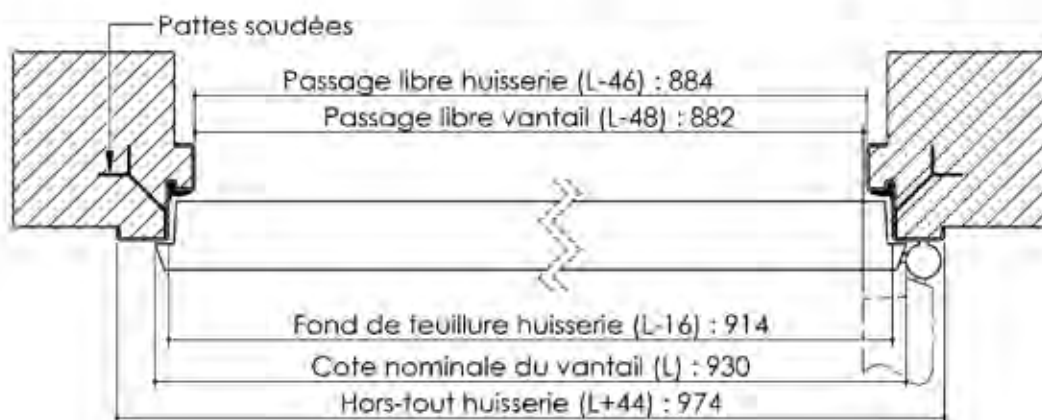 Pattes soudées
Passage libre huisserie (L-46) : 884
Passage libre vantail (L-48) : 882
Fond de feuillure huisserie (L-16) : 914
Cote nominale du vantail (L) : 930
Hors-tout huisserie (L+44) : 974